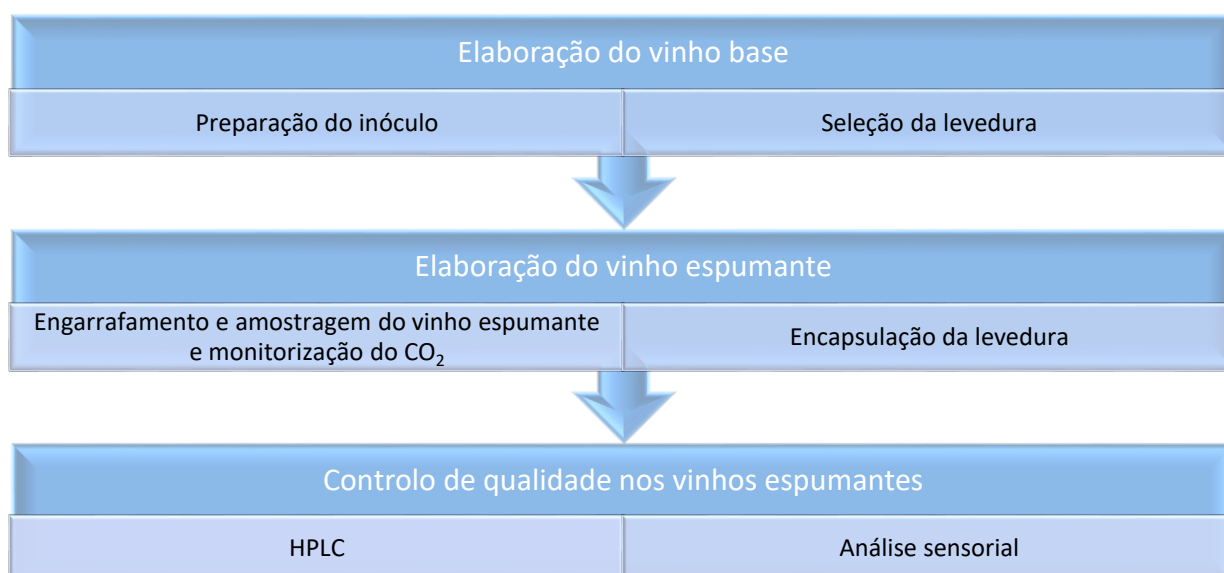 Elaboração do vinho base
Preparação do inóculo
Seleção da levedura
Elaboração do vinho espumante
Engarrafamento e amostragem do vinho espumante
e monitorização do CO₂
Encapsulação da levedura
Controlo de qualidade nos vinhos espumantes
HPLC
Análise sensorial